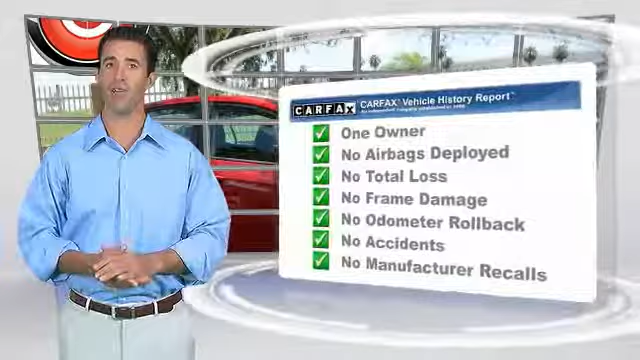 CARFAX CARFAX Vehicle History Report™
One Owner
No Airbags Deployed
No Total Loss
No Frame Damage
No Odometer Rollback
No Accidents
No Manufacturer Recalls